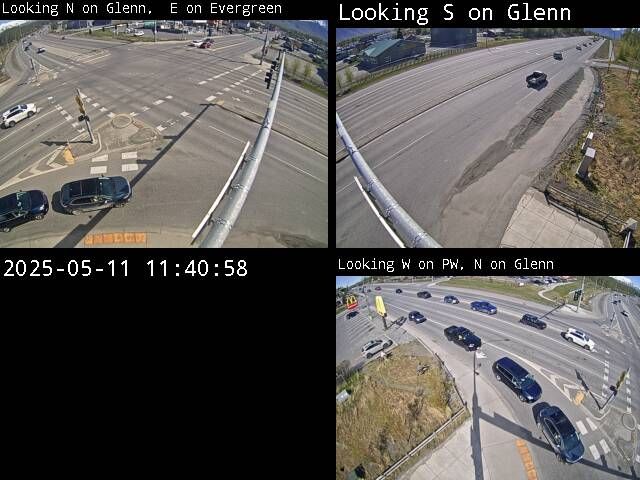 Looking N on Glenn,  E on Evergreen
Looking S on Glenn
2025-05-11 11:40:58
Looking W on PW, N on Glenn